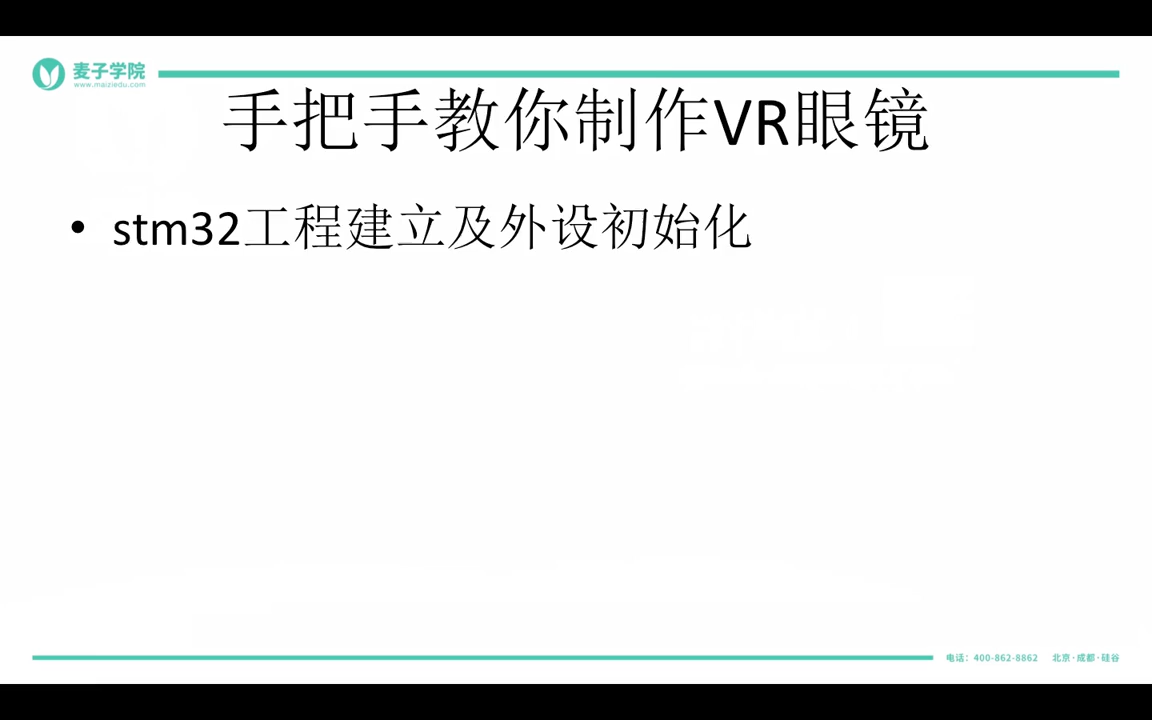 麦子学院
www.maiziedu.com
手把手教你制作VR眼镜
• stm32工程建立及外设初始化
电话：400-862-8862 北京·成都·硅谷